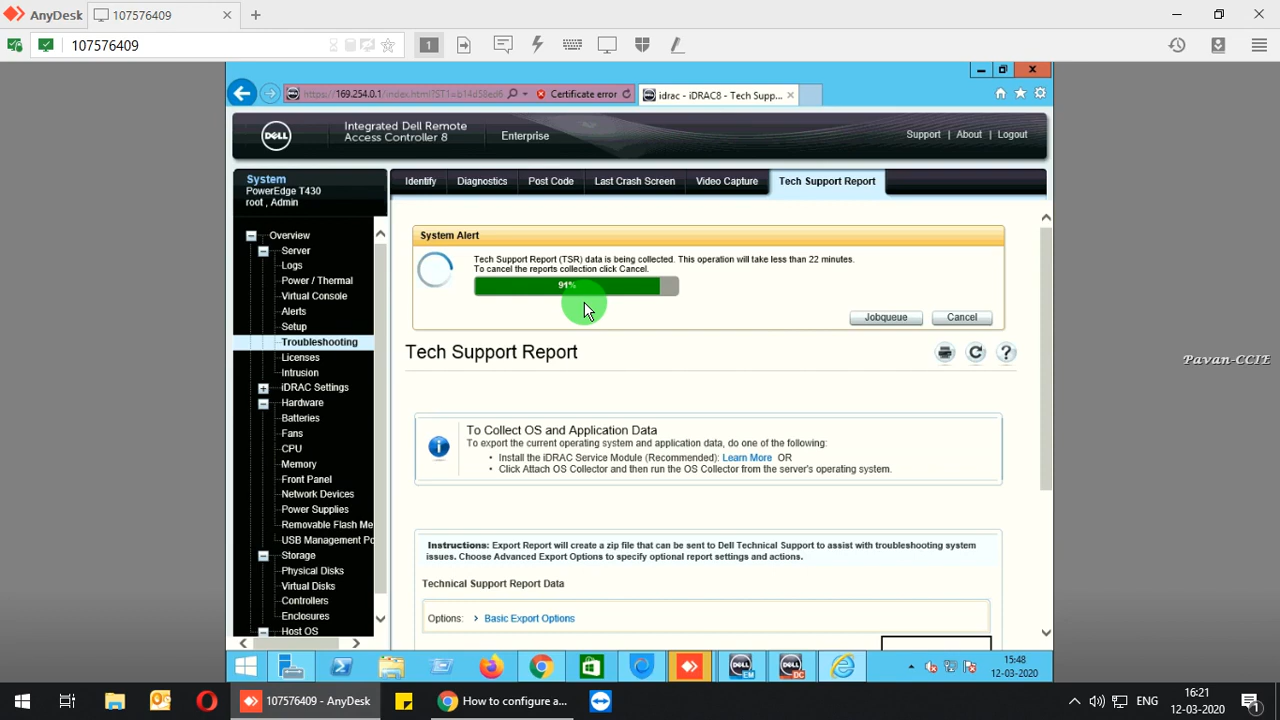 AnyDesk
107576409
107576409
1
https://169.254.0.1/index.html?ST1=b14d58ed6
Certificate error
idrac - iDRAC8 - Tech Supp...
DELL
Integrated Dell Remote
Access Controller 8
Enterprise
Support | About | Logout
System
PowerEdge T430
root , Admin
Identify
Diagnostics
Post Code
Last Crash Screen
Video Capture
Tech Support Report
Overview
Server
Logs
Power / Thermal
Virtual Console
Alerts
Setup
Troubleshooting
Licenses
Intrusion
iDRAC Settings
Hardware
Batteries
Fans
CPU
Memory
Front Panel
Network Devices
Power Supplies
Removable Flash Me
USB Management Po
Storage
Physical Disks
Virtual Disks
Controllers
Enclosures
Host OS
System Alert
Tech Support Report (TSR) data is being collected. This operation will take less than 22 minutes.
To cancel the reports collection click Cancel.
91%
Jobqueue
Cancel
Tech Support Report
To Collect OS and Application Data
To export the current operating system and application data, do one of the following:
• Install the iDRAC Service Module (Recommended): Learn More OR
• Click Attach OS Collector and then run the OS Collector from the server's operating system.
Instructions: Export Report will create a zip file that can be sent to Dell Technical Support to assist with troubleshooting system
issues. Choose Advanced Export Options to specify optional report settings and actions.
Technical Support Report Data
Options: > Basic Export Options
Pavan-CCIE
DELL
EM
DELL
DC
15:48
12-03-2020
107576409 - AnyDesk
How to configure a...
ENG
16:21
12-03-2020
1